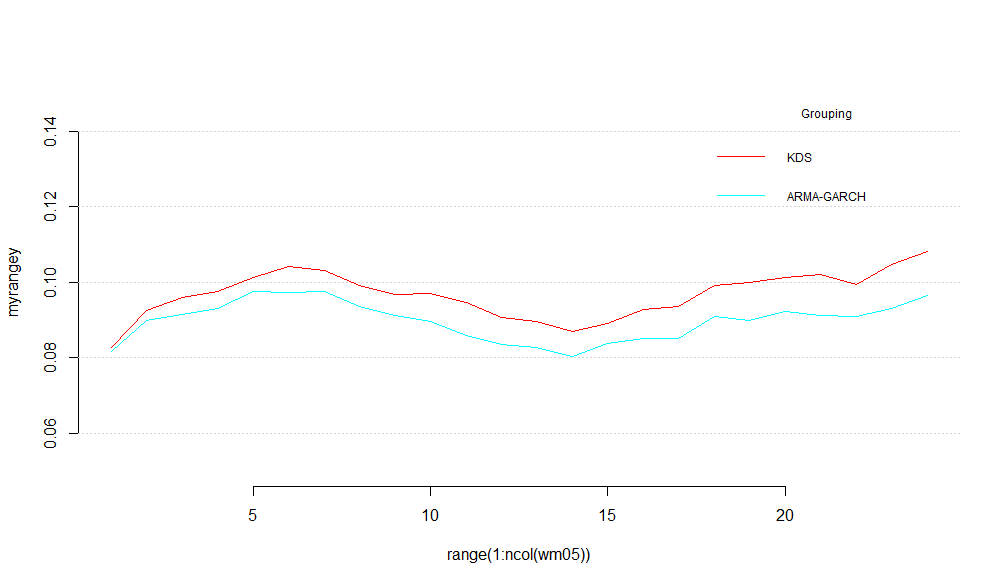 Grouping
KDS
ARMA-GARCH
0.14
0.12
0.10
0.08
0.06
myrangey
5 10 15 20
range(1:ncol(wm05))